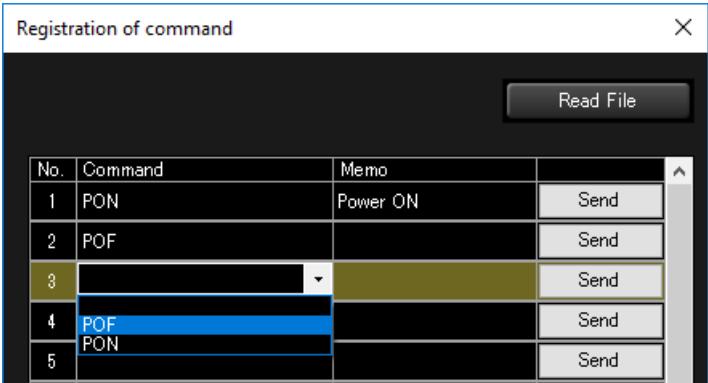 Registration of command
Read File
No. Command Memo
1 PON Power ON Send
2 POF Send
3 Send
4 POF Send
PON
5 Send